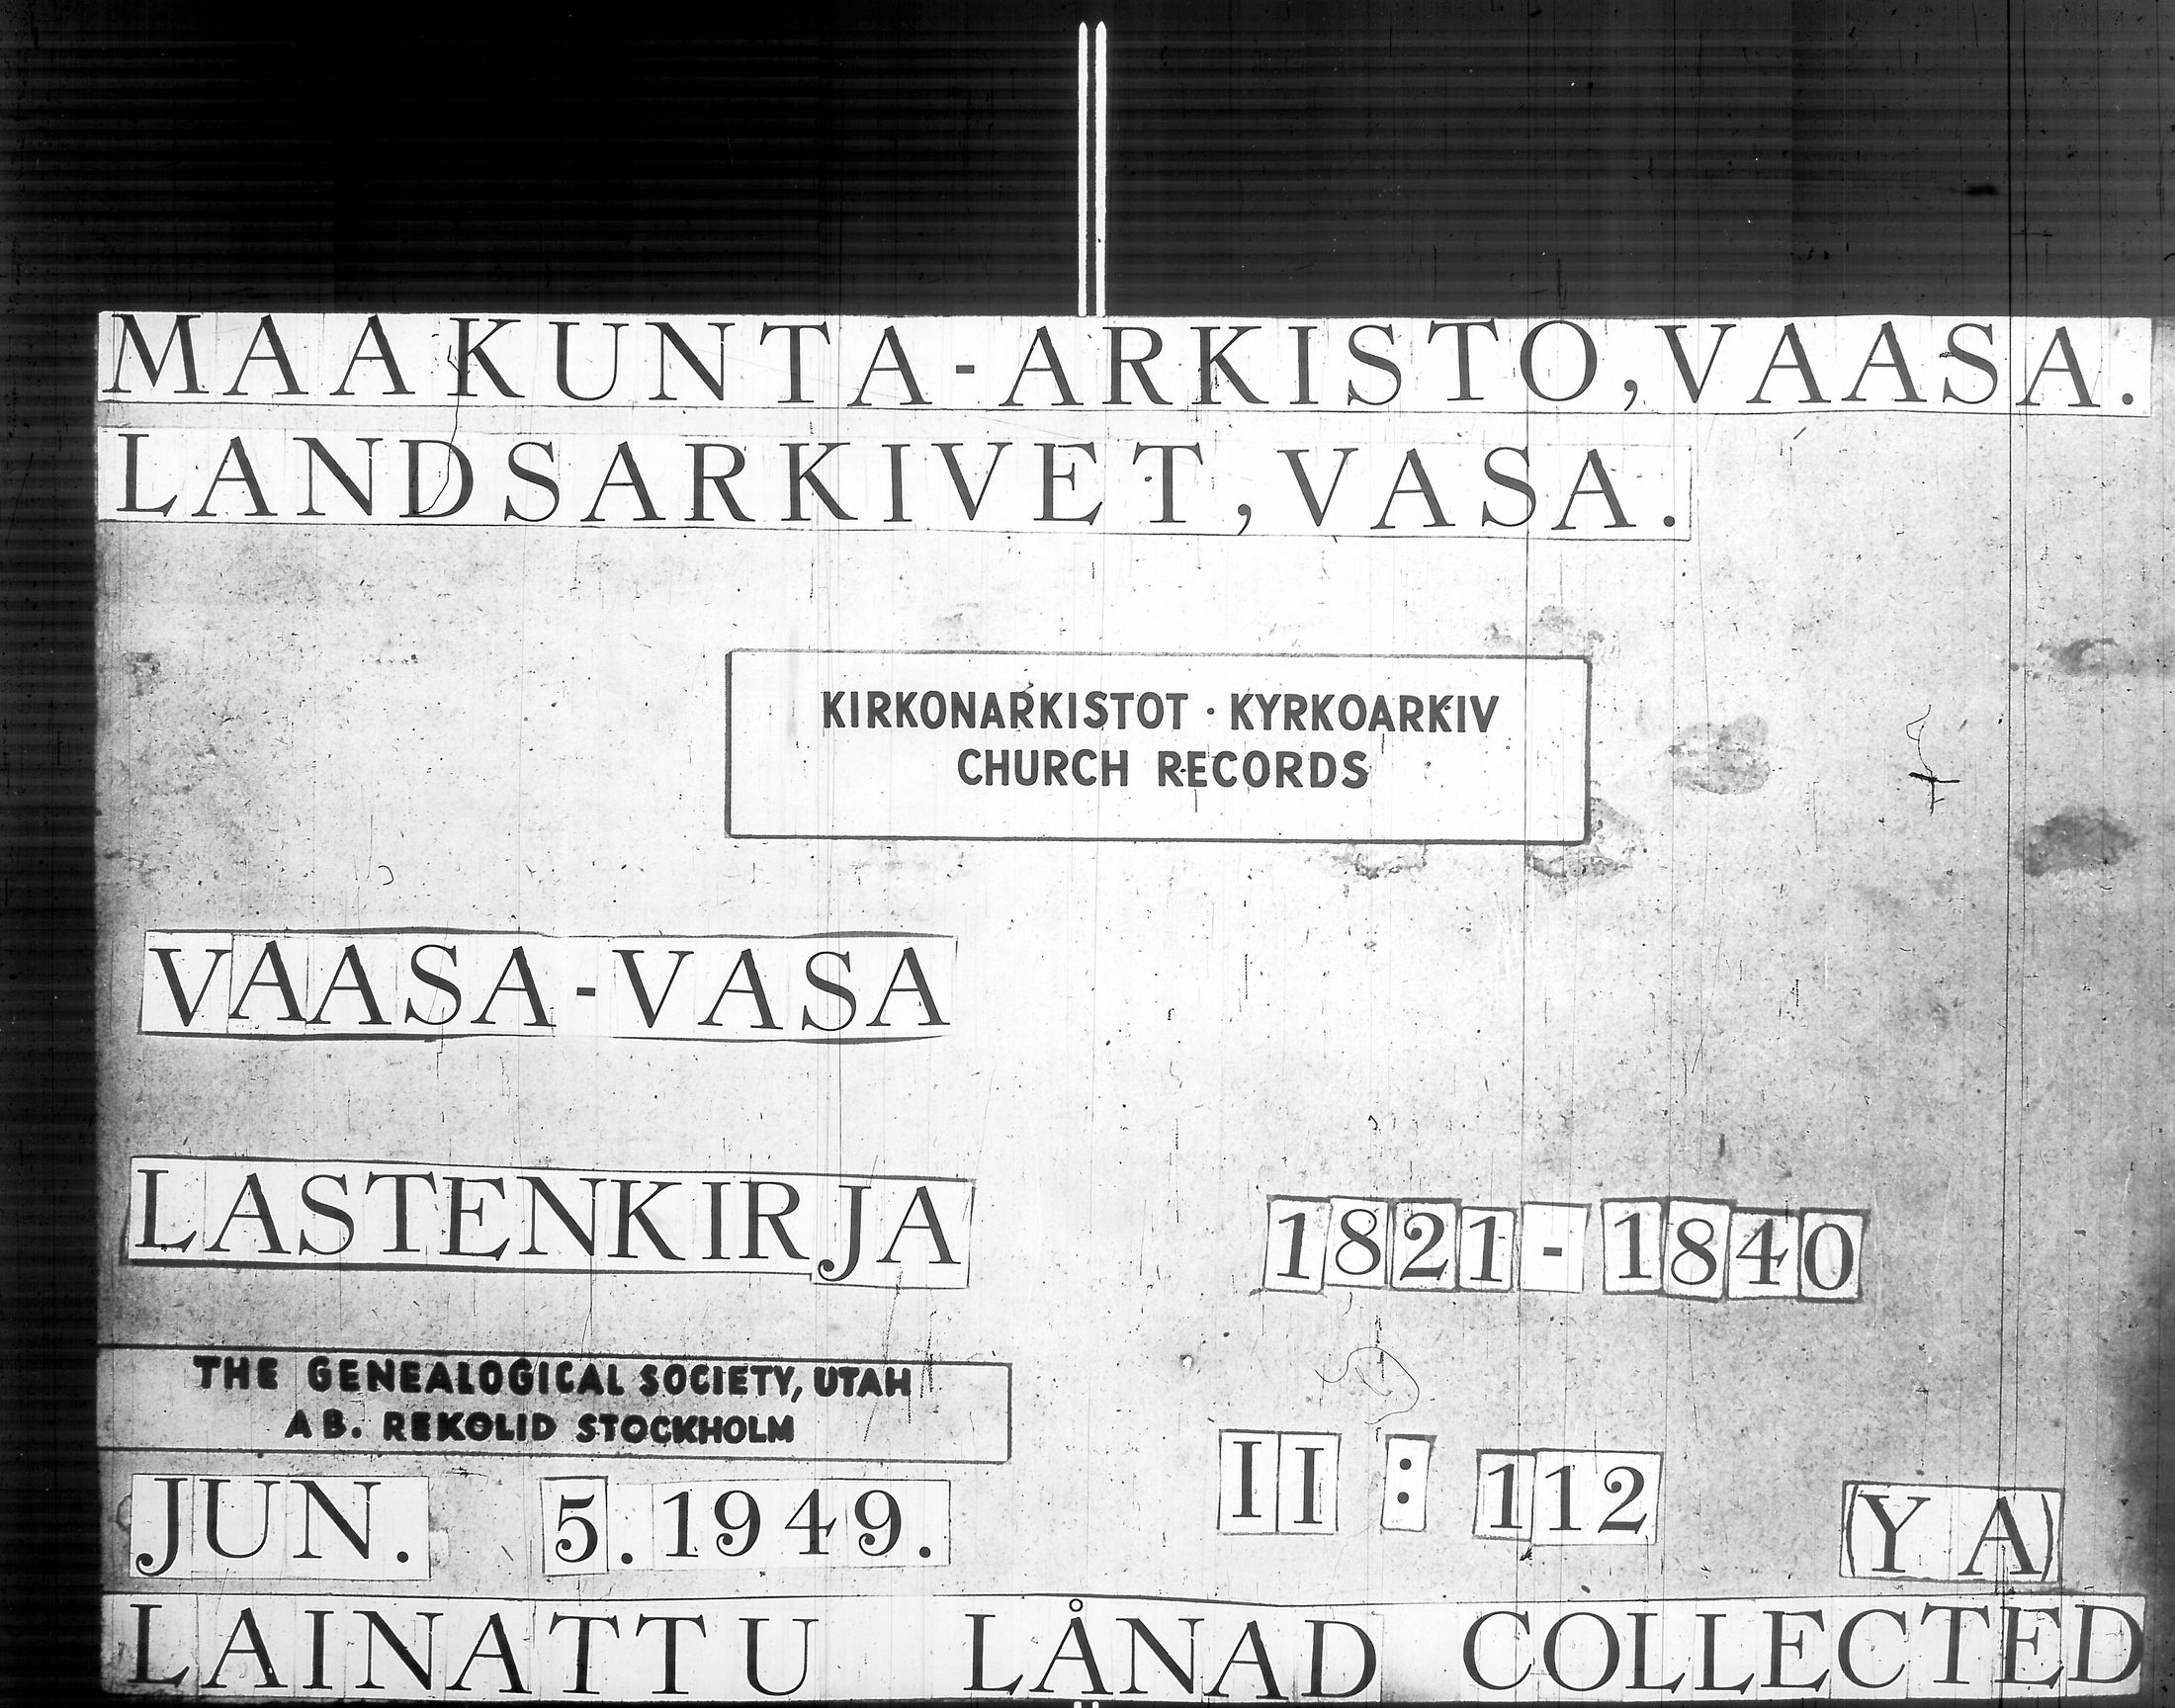 MAAKUNTA-ARKISTO, VAASA.
LANDSARKIVET, VASA.
KIRKONARKISTOT · KYRKOARKIV
CHURCH RECORDS
VAASA-VASA
LASTENKIRJA 1821-1840
THE GENEALOGICAL SOCIETY, UTAH
AB. REKOLID STOCKHOLM
II : 112
JUN. 5. 1949. (YA)
LAINATTU LÅNAD COLLECTED